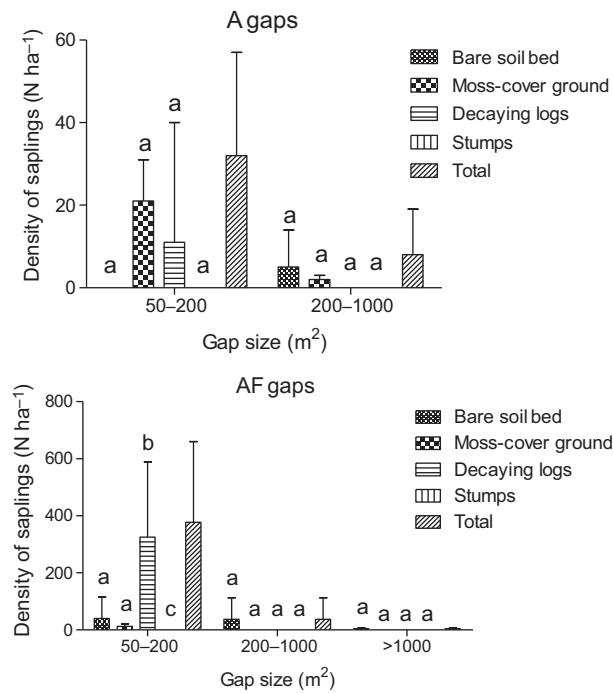 A gaps
Density of saplings (N ha⁻¹)
60
40
20
0
a
a
a
a
a
a
a a
50–200
200–1000
Gap size (m²)
Bare soil bed
Moss-cover ground
Decaying logs
Stumps
Total
AF gaps
Density of saplings (N ha⁻¹)
800
600
400
200
0
a
a
b
c
a
a a a
a
a a a
50–200
200–1000
>1000
Gap size (m²)
Bare soil bed
Moss-cover ground
Decaying logs
Stumps
Total